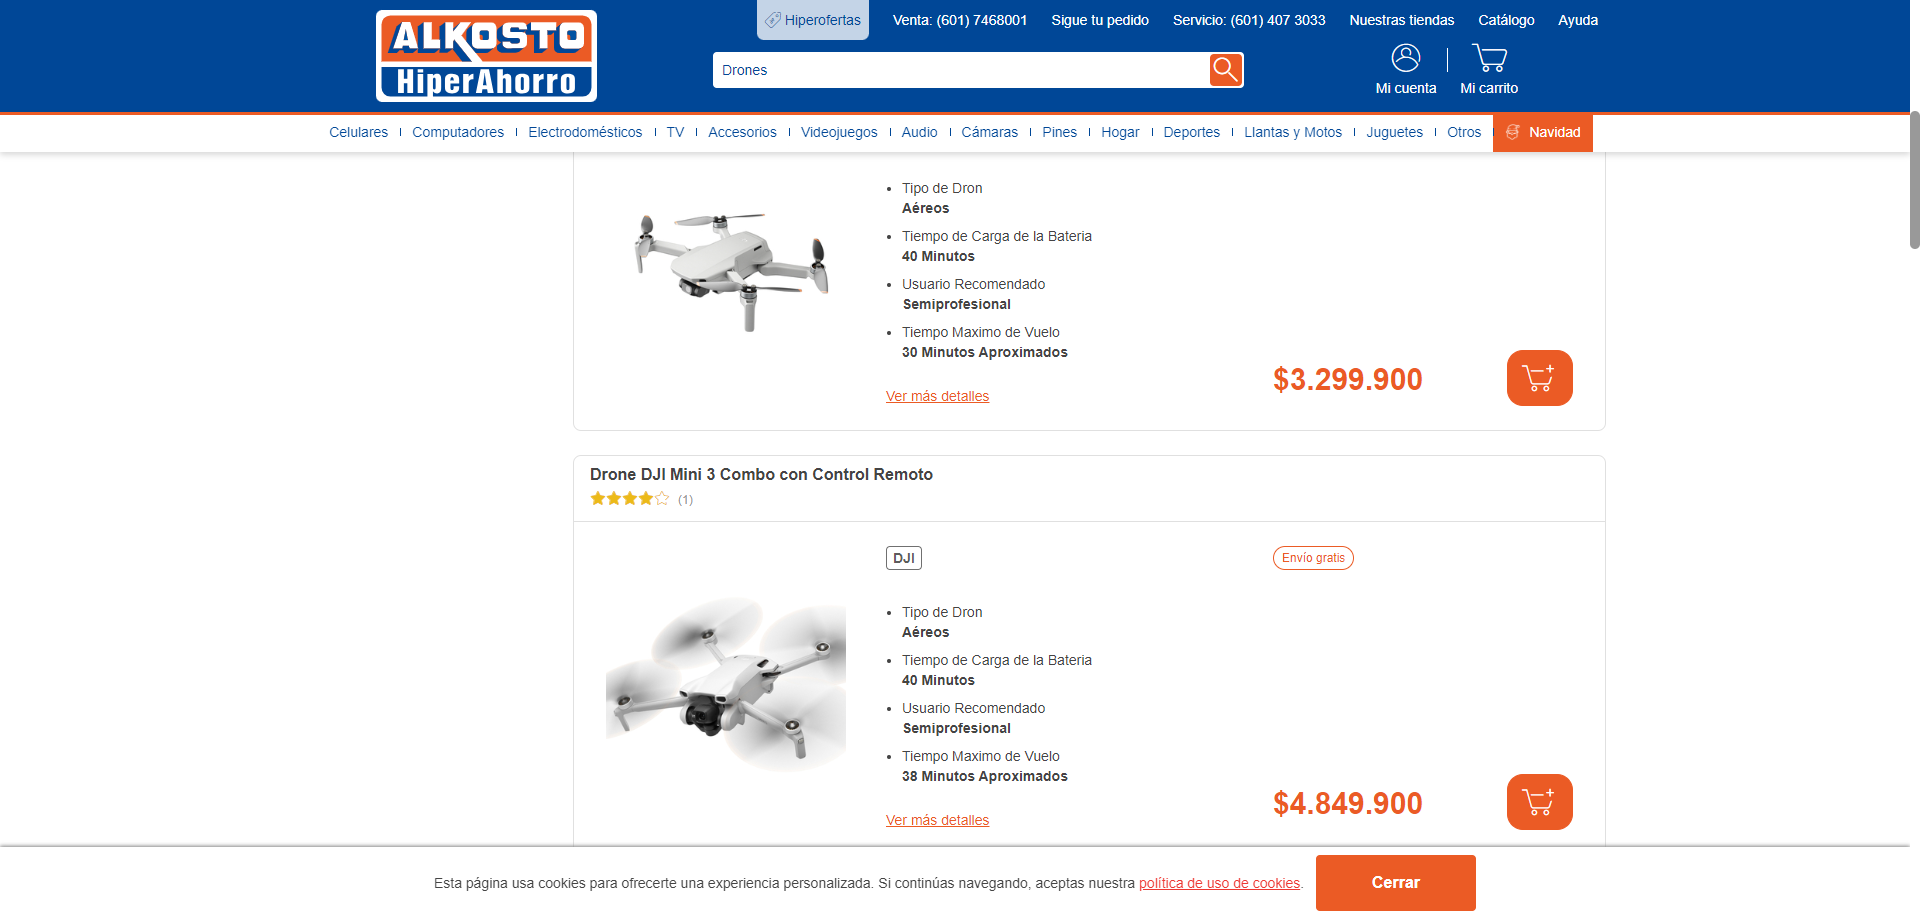 ALKOSTO
HiperAhorro
Hiperofertas Venta: (601) 7468001 Sigue tu pedido Servicio: (601) 407 3033 Nuestras tiendas Catálogo Ayuda
Drones
Mi cuenta Mi carrito
Celulares Computadores Electrodomésticos TV Accesorios Videojuegos Audio Cámaras Pines Hogar Deportes Llantas y Motos Juguetes Otros Navidad
Tipo de Dron
Aéreos
Tiempo de Carga de la Bateria
40 Minutos
Usuario Recomendado
Semiprofesional
Tiempo Maximo de Vuelo
30 Minutos Aproximados
$3.299.900
Ver más detalles
Drone DJI Mini 3 Combo con Control Remoto
(1)
DJI
Envío gratis
Tipo de Dron
Aéreos
Tiempo de Carga de la Bateria
40 Minutos
Usuario Recomendado
Semiprofesional
Tiempo Maximo de Vuelo
38 Minutos Aproximados
$4.849.900
Ver más detalles
Esta página usa cookies para ofrecerte una experiencia personalizada. Si continúas navegando, aceptas nuestra política de uso de cookies.
Cerrar